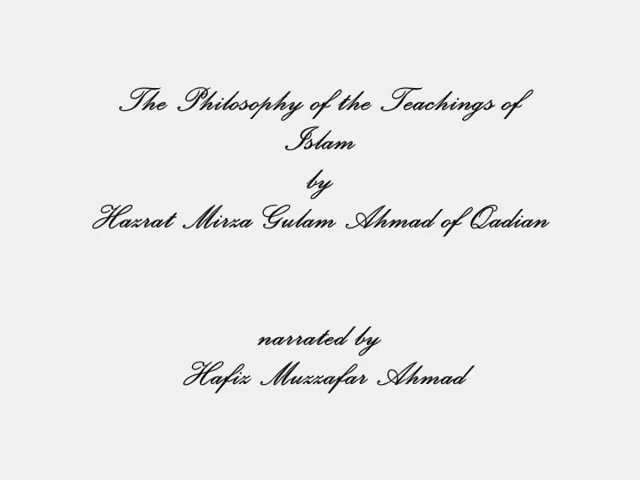 The Philosophy of the Teachings of
Islam
by
Hazrat Mirza Gulam Ahmad of Qadian
narrated by
Hafiz Muzzafar Ahmad